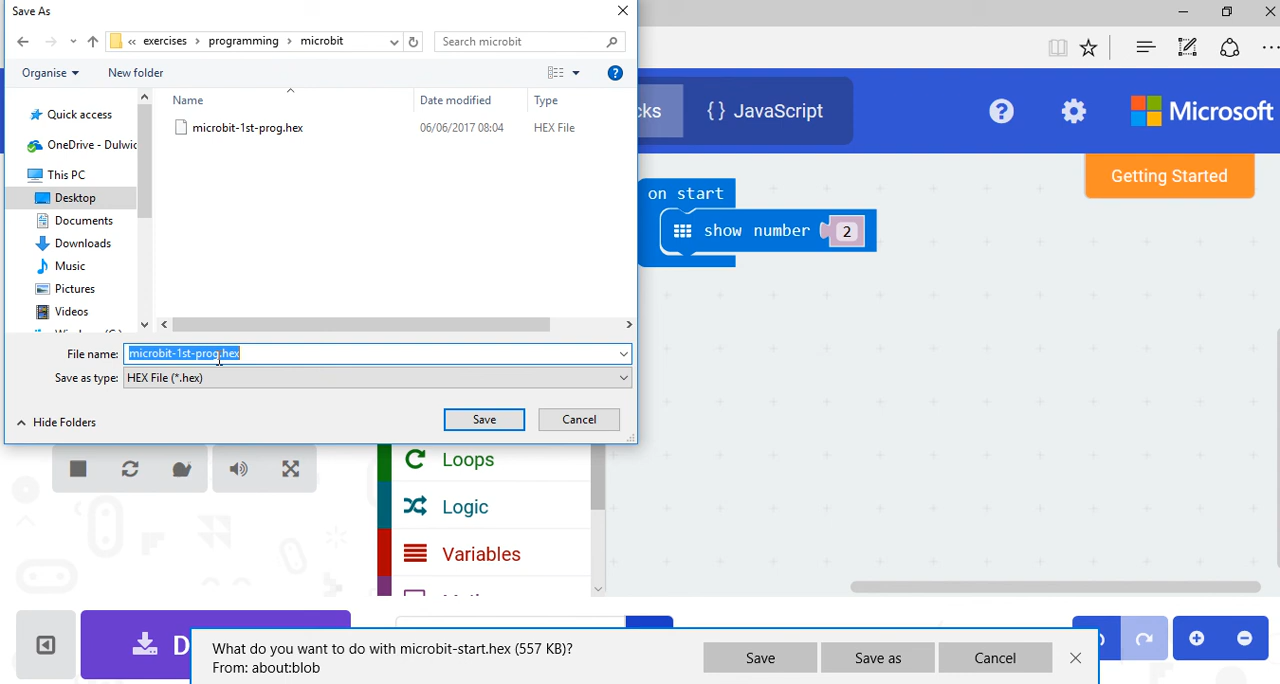 Save As
« exercises > programming > microbit
Search microbit
Organise
New folder
Name
Date modified
Type
microbit-1st-prog.hex
06/06/2017 08:04
HEX File
Quick access
OneDrive - Dulwic
This PC
Desktop
Documents
Downloads
Music
Pictures
Videos
File name: microbit-1st-prog.hex
Save as type: HEX File (*.hex)
Hide Folders
Save
Cancel
cks
{ } JavaScript
Microsoft
Getting Started
on start
show number 2
Loops
Logic
Variables
D
What do you want to do with microbit-start.hex (557 KB)?
From: about:blob
Save
Save as
Cancel